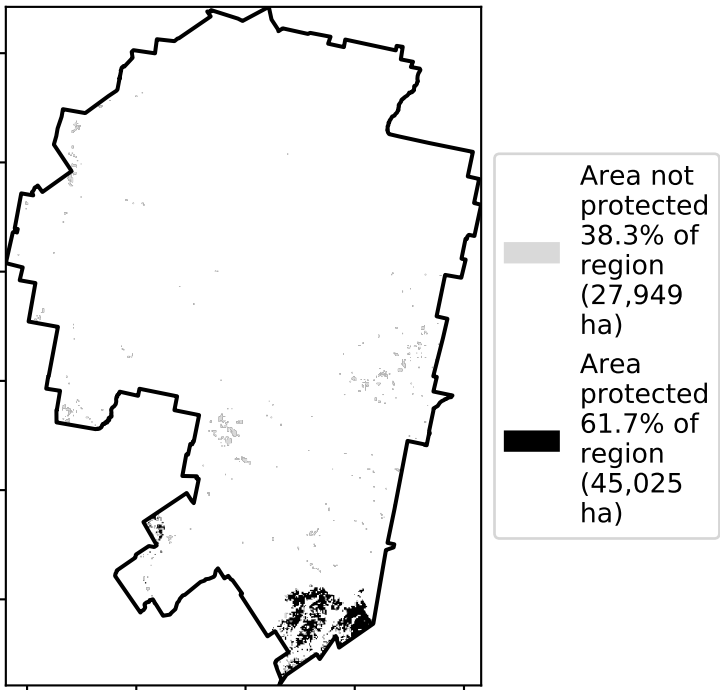 Area not
protected
38.3% of
region
(27,949
ha)
Area
protected
61.7% of
region
(45,025
ha)